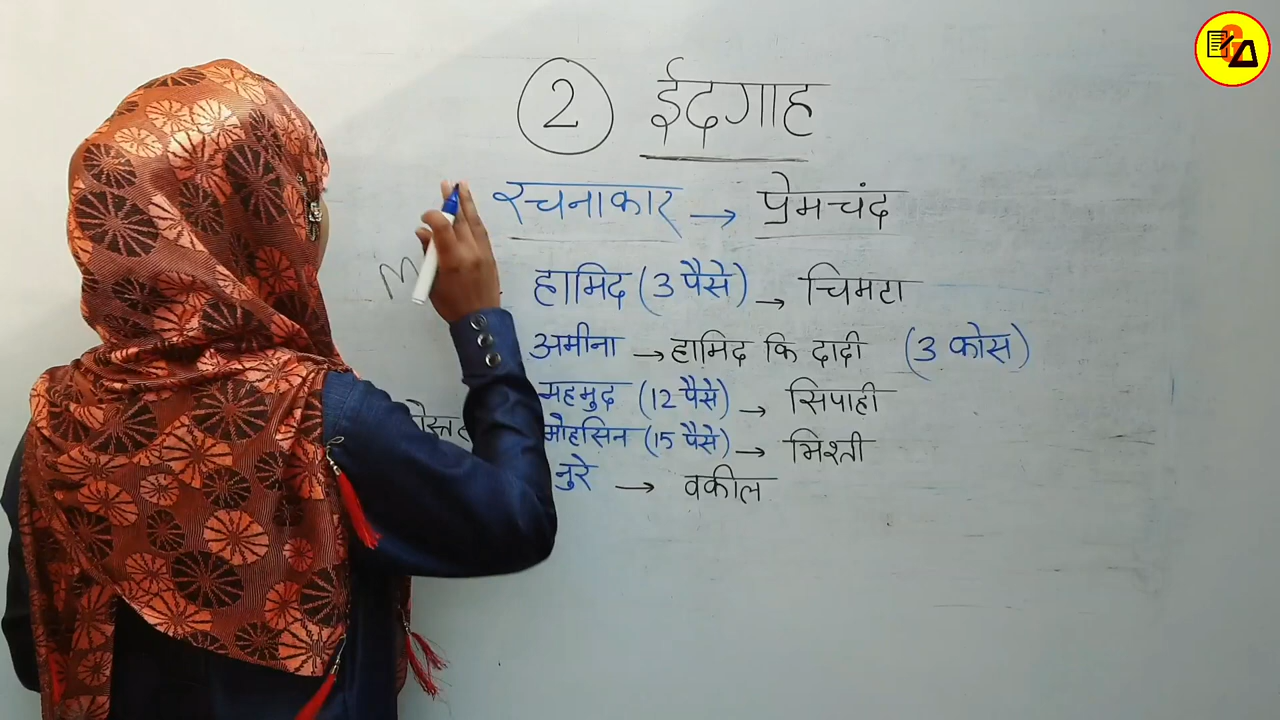 2 ईदगाह
रचनाकार → प्रेमचंद
हामिद (3 पैसे) → चिमटा
अमीना → हामिद कि दादी (3 कोस)
महमुद (12 पैसे) → सिपाही
मोहसिन (15 पैसे) → भिश्ती
नुरे → वकील